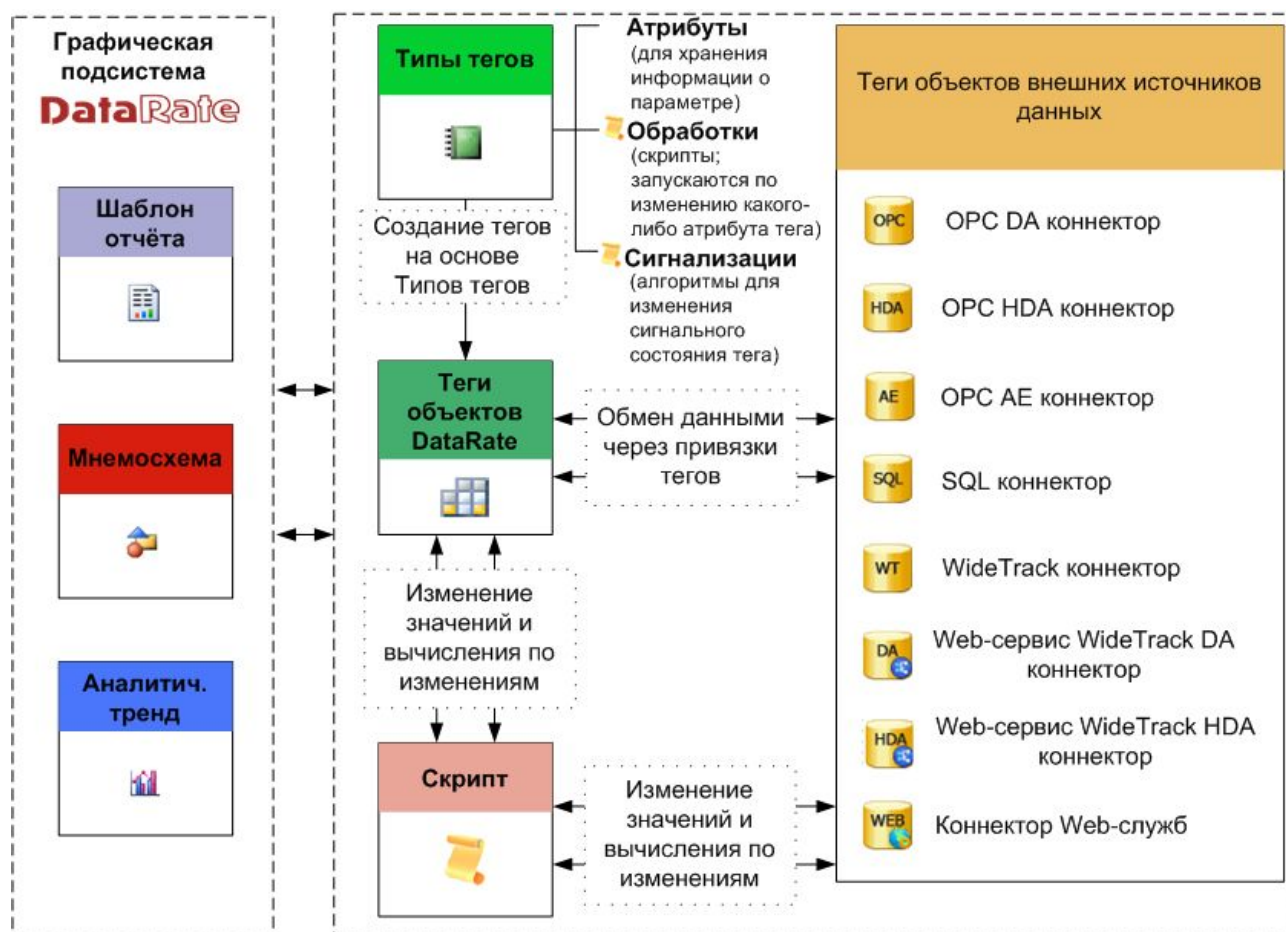 Графическая
подсистема
DataRate
Шаблон
отчёта
Мнемосхема
Аналитич.
тренд
Типы тегов
Создание тегов
на основе
Типов тегов
Атрибуты
(для хранения
информации о
параметре)
Обработки
(скрипты;
запускаются по
изменению какого-
либо атрибута тега)
Сигнализации
(алгоритмы для
изменения
сигнального
состояния тега)
Теги
объектов
DataRate
Обмен данными
через привязки
тегов
Изменение
значений и
вычисления по
изменениям
Скрипт
Изменение
значений и
вычисления по
изменениям
Теги объектов внешних источников
данных
OPC
OPC DA коннектор
HDA
OPC HDA коннектор
AE
OPC AE коннектор
SQL
SQL коннектор
WT
WideTrack коннектор
DA
Web-сервис WideTrack DA
коннектор
HDA
Web-сервис WideTrack HDA
коннектор
WEB
Коннектор Web-служб